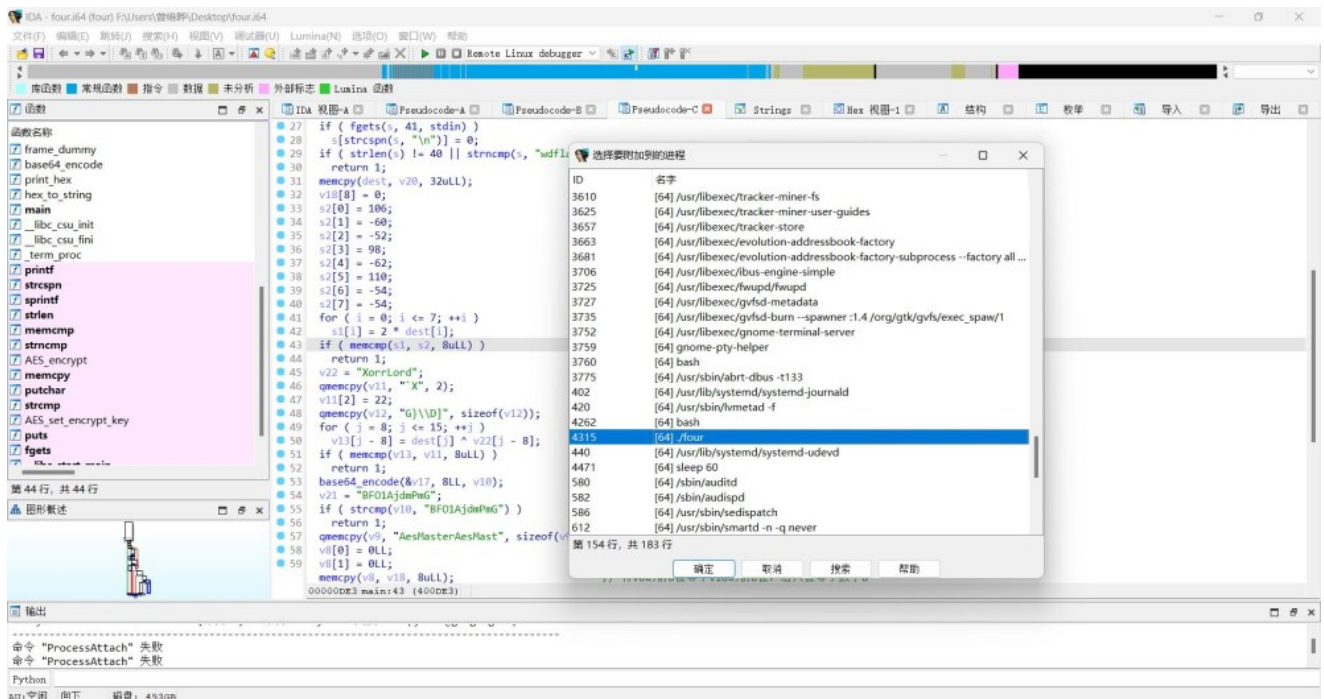 IDA - four.i64 (four) F:\Users\曾维骅\Desktop\four.i64
文件(F) 编辑(E) 跳转(J) 搜索(H) 视图(V) 调试器(U) Lumina(N) 选项(O) 窗口(W) 帮助
Remote Linux debugger
库函数 常规函数 指令 数据 未分析 外部标志 Lumina 函数
函数
IDA 视图-A Pseudocode-A Pseudocode-B Pseudocode-C Strings Hex 视图-1 结构 枚举 导入 导出
函数名称
frame_dummy
base64_encode
print_hex
hex_to_string
main
__libc_csu_init
__libc_csu_fini
_term_proc
printf
strcspn
sprintf
strlen
memcmp
strncmp
AES_encrypt
memcpy
putchar
strcmp
AES_set_encrypt_key
puts
fgets
__libc_start_main
第 44 行, 共 44 行
图形概述
27 if ( fgets(s, 41, stdin) )
28 s[strcspn(s, "\n")] = 0;
29 if ( strlen(s) != 40 || strncmp(s, "wdfla
30 return 1;
31 memcpy(dest, v20, 32uLL);
32 v18[8] = 0;
33 s2[0] = 106;
34 s2[1] = -60;
35 s2[2] = -52;
36 s2[3] = 98;
37 s2[4] = -62;
38 s2[5] = 110;
39 s2[6] = -54;
40 s2[7] = -54;
41 for ( i = 0; i <= 7; ++i )
42 s1[i] = 2 * dest[i];
43 if ( memcmp(s1, s2, 8uLL) )
44 return 1;
45 v22 = "XorrLord";
46 qmemcpy(v11, "`X", 2);
47 v11[2] = 22;
48 qmemcpy(v12, "G}\\D]", sizeof(v12));
49 for ( j = 8; j <= 15; ++j )
50 v13[j - 8] = dest[j] ^ v22[j - 8];
51 if ( memcmp(v13, v11, 8uLL) )
52 return 1;
53 base64_encode(&v17, 8LL, v10);
54 v21 = "BFO1AjdmPmG";
55 if ( strcmp(v10, "BFO1AjdmPmG") )
56 return 1;
57 qmemcpy(v9, "AesMasterAesMast", sizeof(v9
58 v8[0] = 0LL;
59 v8[1] = 0LL;
memcpy(v8, v18, 8uLL);
00000DE3 main:43 (400DE3)
选择要附加到的进程
ID 名字
3610 [64] /usr/libexec/tracker-miner-fs
3625 [64] /usr/libexec/tracker-miner-user-guides
3657 [64] /usr/libexec/tracker-store
3663 [64] /usr/libexec/evolution-addressbook-factory
3681 [64] /usr/libexec/evolution-addressbook-factory-subprocess --factory all ...
3706 [64] /usr/libexec/ibus-engine-simple
3725 [64] /usr/libexec/fwupd/fwupd
3727 [64] /usr/libexec/gvfsd-metadata
3735 [64] /usr/libexec/gvfsd-burn --spawner :1.4 /org/gtk/gvfs/exec_spaw/1
3752 [64] /usr/libexec/gnome-terminal-server
3759 [64] gnome-pty-helper
3760 [64] bash
3775 [64] /usr/sbin/abrt-dbus -t133
402 [64] /usr/lib/systemd/systemd-journald
420 [64] /usr/sbin/lvmetad -f
4262 [64] bash
4315 [64] ./four
440 [64] /usr/lib/systemd/systemd-udevd
4471 [64] sleep 60
580 [64] /sbin/auditd
582 [64] /sbin/audispd
586 [64] /usr/sbin/sedispatch
612 [64] /usr/sbin/smartd -n -q never
第 154 行, 共 183 行
确定 取消 搜索 帮助
输出
命令 "ProcessAttach" 失败
命令 "ProcessAttach" 失败
Python
AU: 空闲 向下 磁盘: 493GB